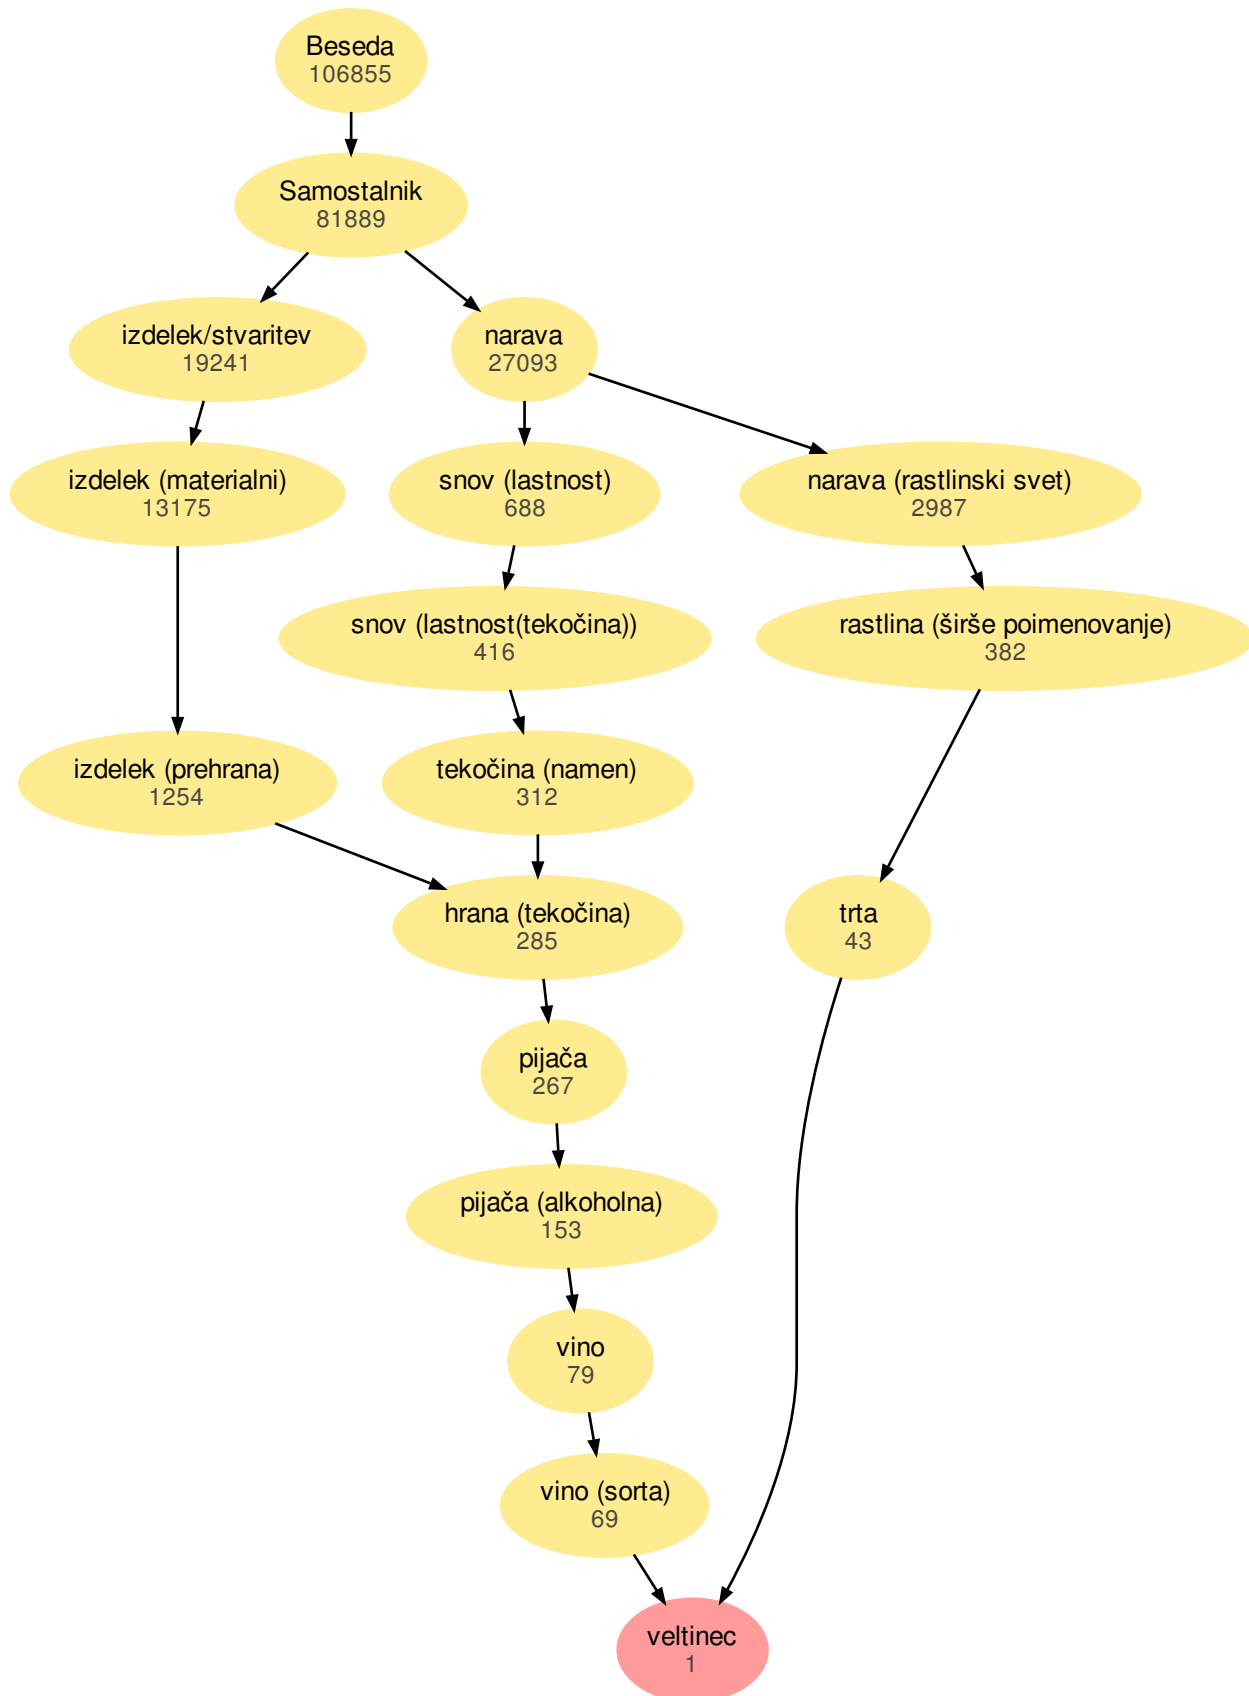 Beseda
106855
Samostalnik
81889
izdelek/stvaritev
19241
narava
27093
izdelek (materialni)
13175
snov (lastnost)
688
narava (rastlinski svet)
2987
snov (lastnost(tekočina))
416
rastlina (širše poimenovanje)
382
izdelek (prehrana)
1254
tekočina (namen)
312
hrana (tekočina)
285
trta
43
pijača
267
pijača (alkoholna)
153
vino
79
vino (sorta)
69
veltinec
1